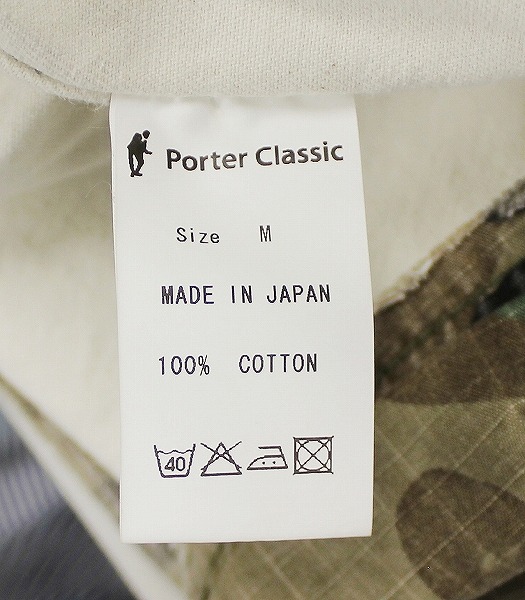 Porter Classic
Size M
MADE IN JAPAN
100% COTTON
40